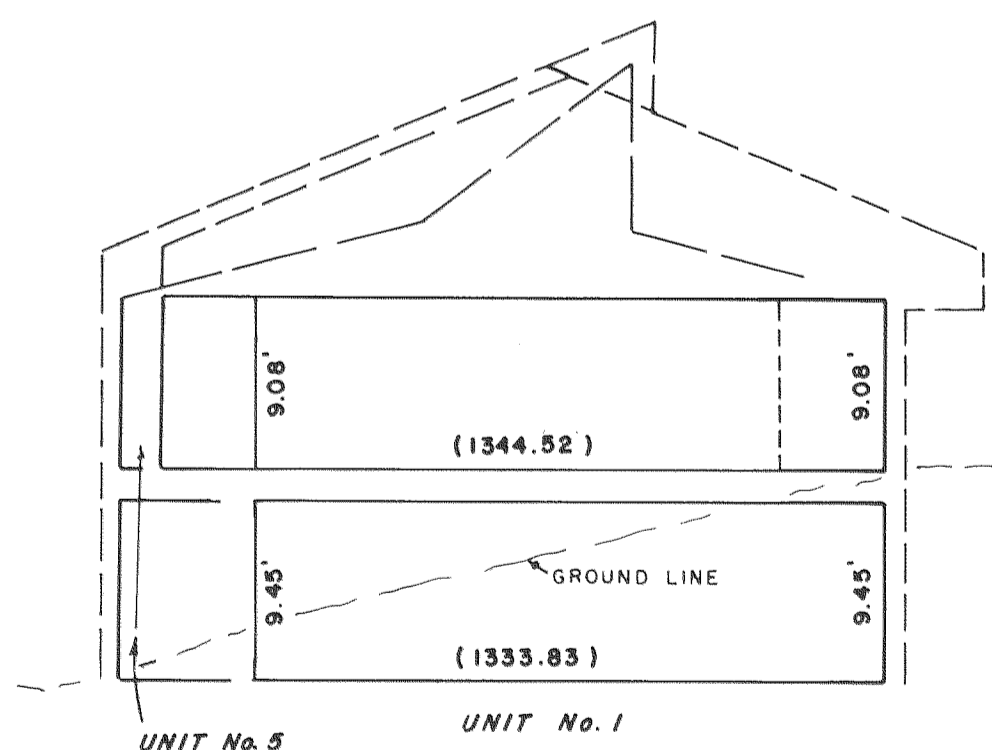 9.08'
9.08'
(1344.52)
9.45'
GROUND LINE
9.45'
(1333.83)
UNIT No. 1
UNIT No. 5